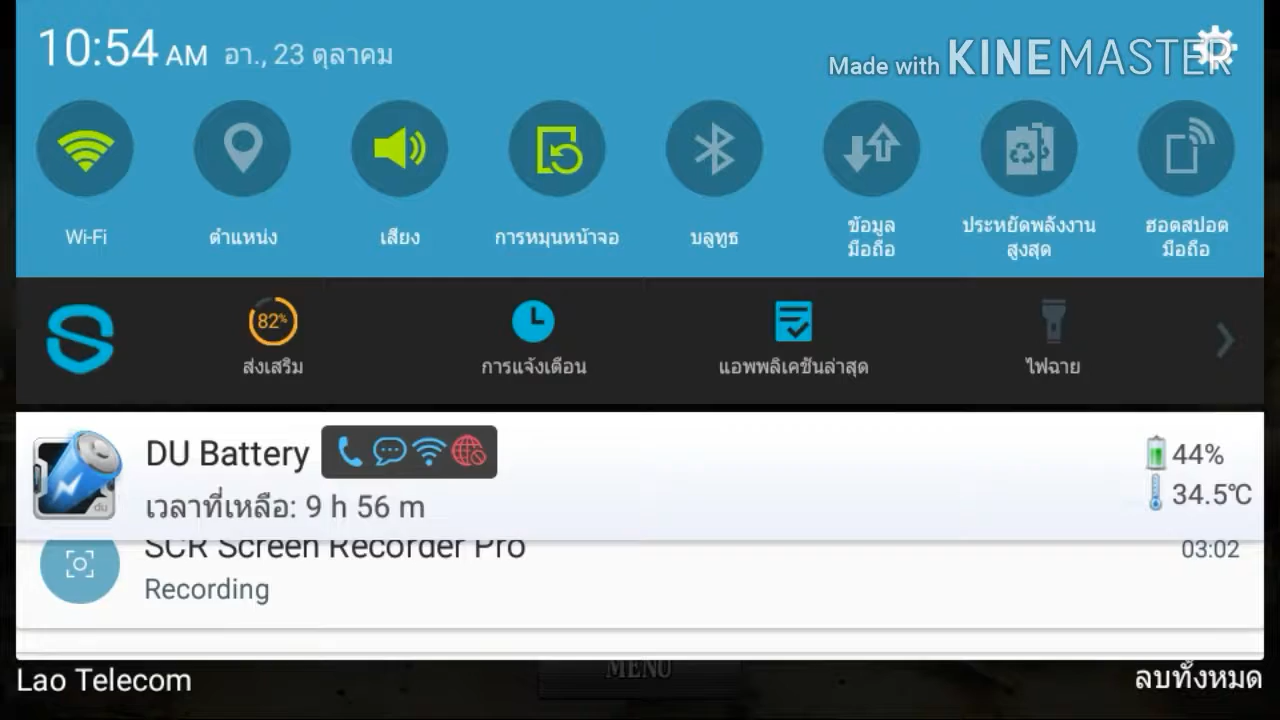 10:54 AM อา., 23 ตุลาคม
Made with KINEMASTER
Wi-Fi
ตำแหน่ง
เสียง
การหมุนหน้าจอ
บลูทูธ
ข้อมูล
มือถือ
ประหยัดพลังงาน
สูงสุด
ฮอตสปอต
มือถือ
82%
ส่งเสริม
การแจ้งเตือน
แอพพลิเคชันล่าสุด
ไฟฉาย
DU Battery
44%
du
เวลาที่เหลือ: 9 h 56 m
34.5℃
SCR Screen Recorder Pro
03:02
Recording
MENU
Lao Telecom
ลบทั้งหมด